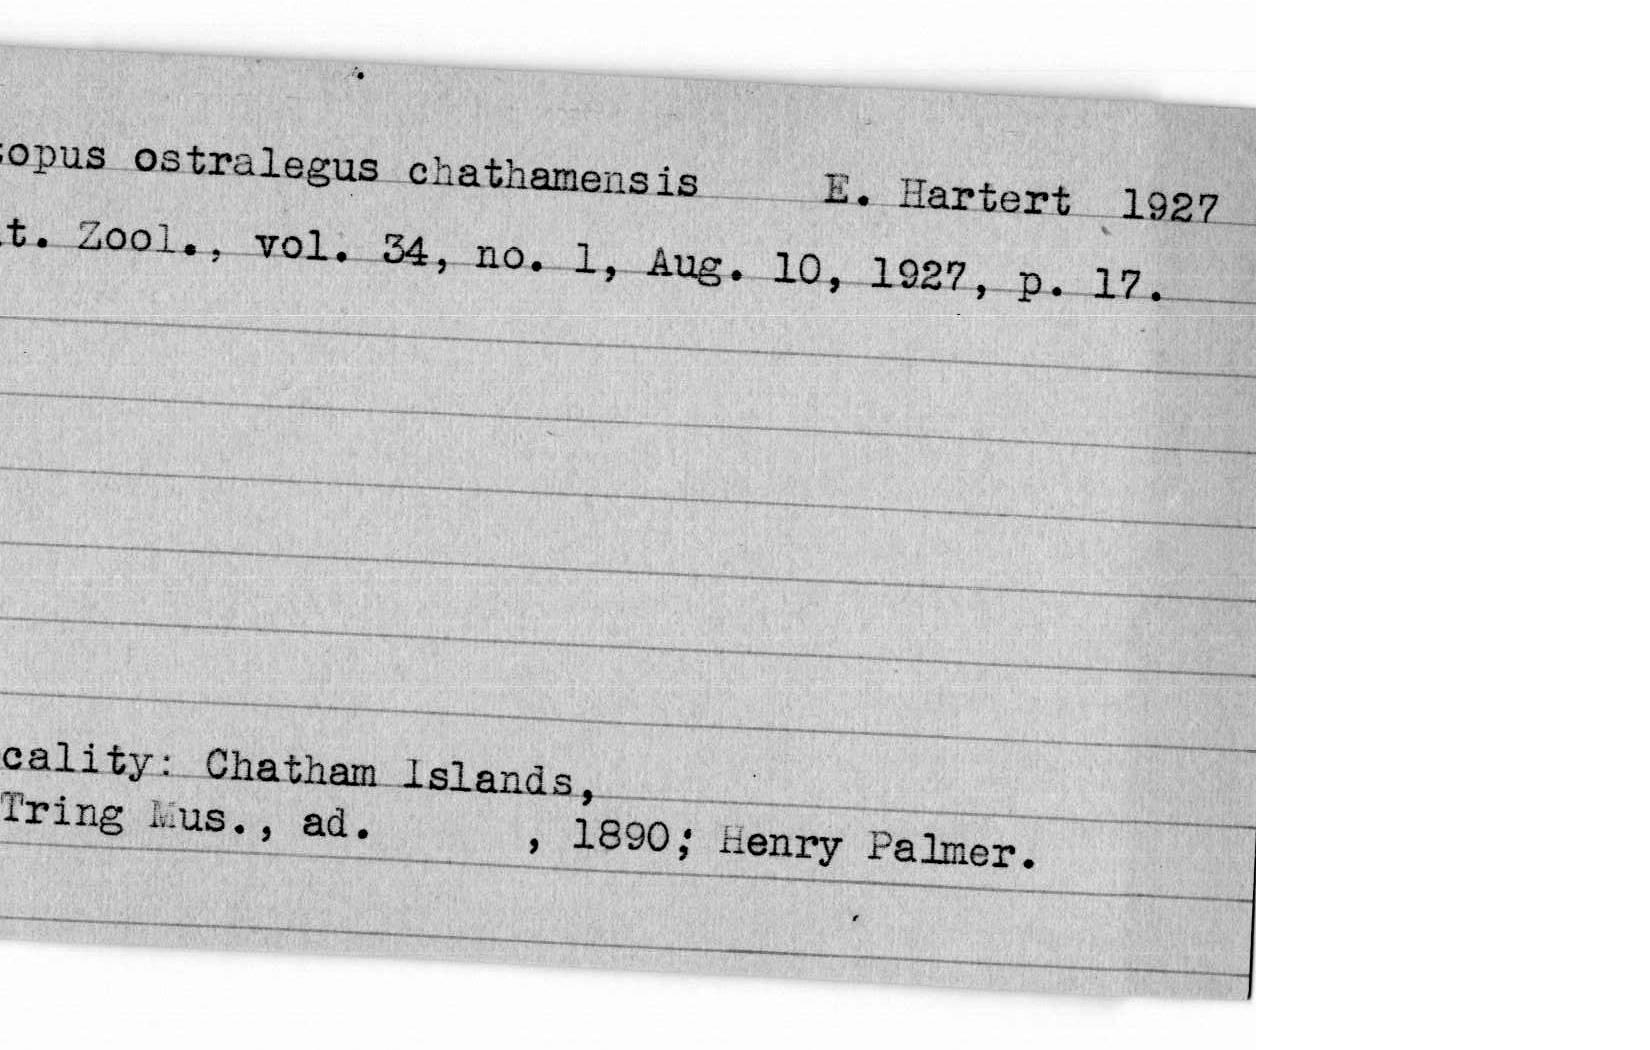 topus ostralegus chathamensis E. Hartert 1927
t. Zool., vol. 34, no. 1, Aug. 10, 1927, p. 17.
cality: Chatham Islands,
Tring Mus., ad. , 1890; Henry Palmer.